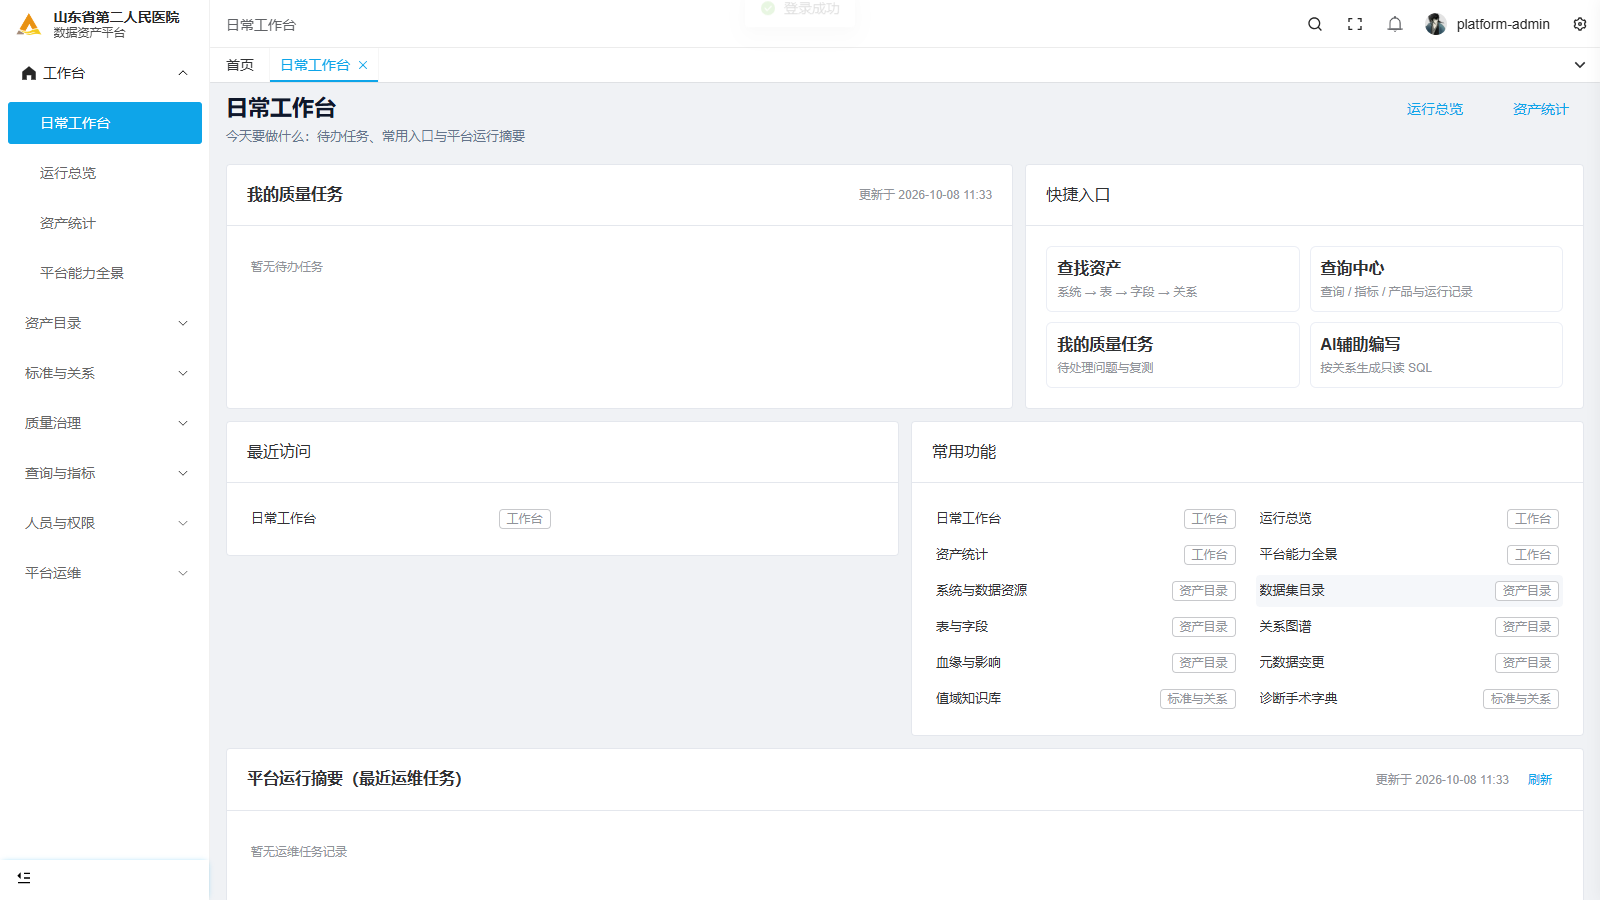 山东省第二人民医院
数据资产平台
日常工作台
登录成功
platform-admin
工作台
首页
日常工作台
日常工作台
运行总览
资产统计
平台能力全景
资产目录
标准与关系
质量治理
查询与指标
人员与权限
平台运维
日常工作台
今天要做什么：待办任务、常用入口与平台运行摘要
运行总览
资产统计
我的质量任务
更新于 2026-10-08 11:33
暂无待办任务
快捷入口
查找资产
系统 → 表 → 字段 → 关系
查询中心
查询 / 指标 / 产品与运行记录
我的质量任务
待处理问题与复测
AI辅助编写
按关系生成只读 SQL
最近访问
日常工作台 工作台
常用功能
日常工作台 工作台 运行总览 工作台
资产统计 工作台 平台能力全景 工作台
系统与数据资源 资产目录 数据集目录 资产目录
表与字段 资产目录 关系图谱 资产目录
血缘与影响 资产目录 元数据变更 资产目录
值域知识库 标准与关系 诊断手术字典 标准与关系
平台运行摘要（最近运维任务）
更新于 2026-10-08 11:33 刷新
暂无运维任务记录